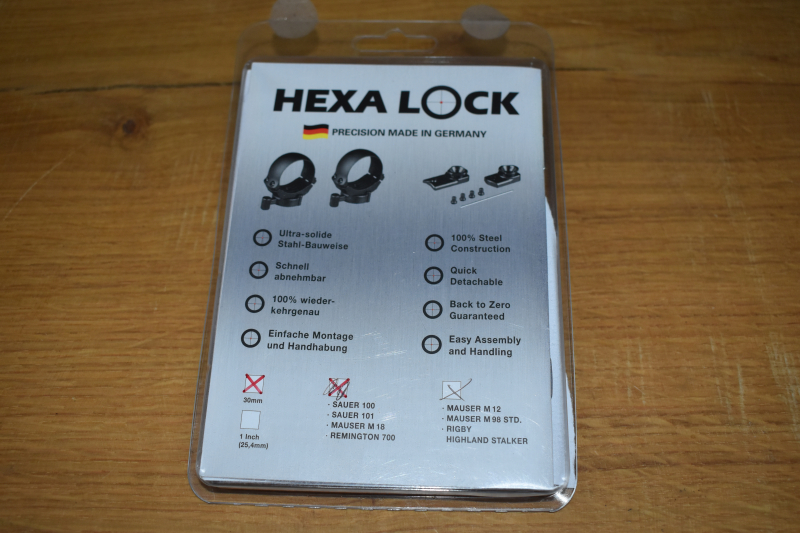 HEXA LOCK
PRECISION MADE IN GERMANY
Ultra-solide
Stahl-Bauweise
Schnell
abnehmbar
100% wieder-
kehrgenau
Einfache Montage
und Handhabung
100% Steel
Construction
Quick
Detachable
Back to Zero
Guaranteed
Easy Assembly
and Handling
30mm
1 Inch
(25,4mm)
· SAUER 100
· SAUER 101
· MAUSER M 18
· REMINGTON 700
· MAUSER M 12
· MAUSER M 98 STD.
· RIGBY
HIGHLAND STALKER